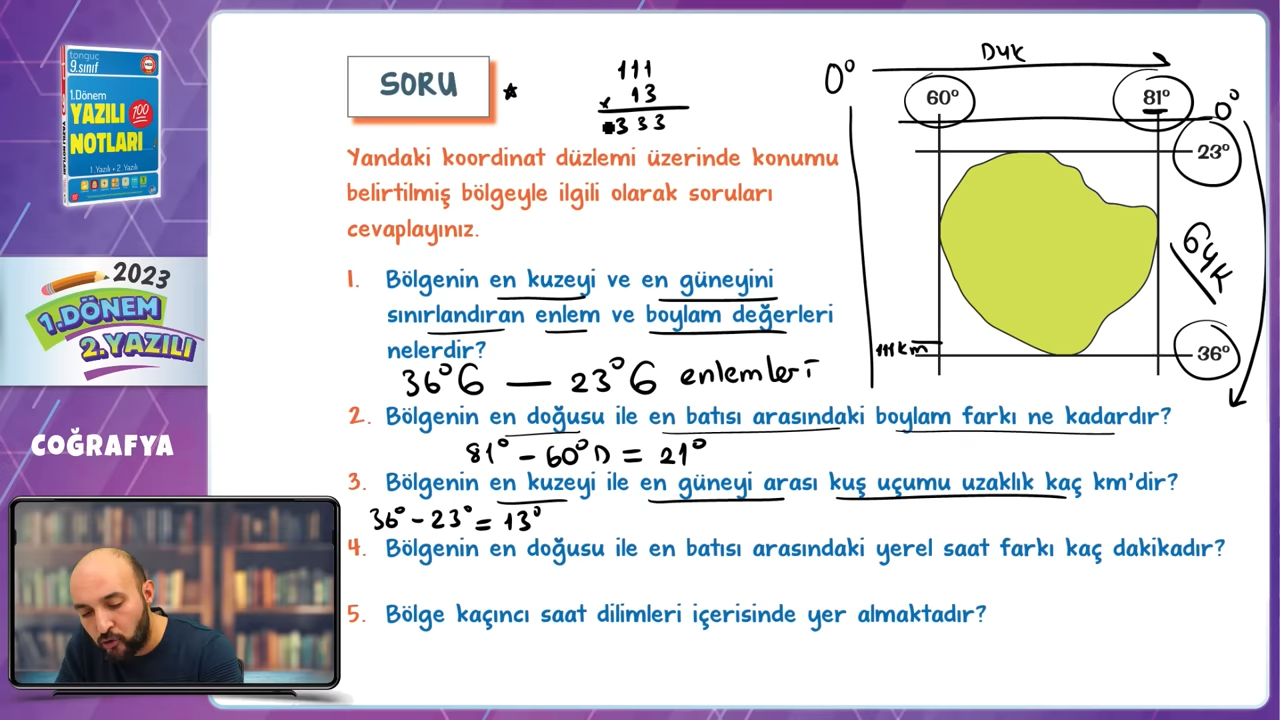 tonguç
9.sınıf
1.Dönem
YAZILI
100
NOTLARI
1.Yazılı • 2.Yazılı
2023
1.DÖNEM
2.YAZILI
COĞRAFYA
SORU
111
x 13
333
Yandaki koordinat düzlemi üzerinde konumu
belirtilmiş bölgeyle ilgili olarak soruları
cevaplayınız.
DYK
0°
60°
81°
0°
23°
GYK
111km
36°
1. Bölgenin en kuzeyi ve en güneyini
sınırlandıran enlem ve boylam değerleri
nelerdir?
36°G — 23°G enlemleri
2. Bölgenin en doğusu ile en batısı arasındaki boylam farkı ne kadardır?
81° - 60°D = 21°
3. Bölgenin en kuzeyi ile en güneyi arası kuş uçumu uzaklık kaç km'dir?
36° - 23° = 13°
4. Bölgenin en doğusu ile en batısı arasındaki yerel saat farkı kaç dakikadır?
5. Bölge kaçıncı saat dilimleri içerisinde yer almaktadır?